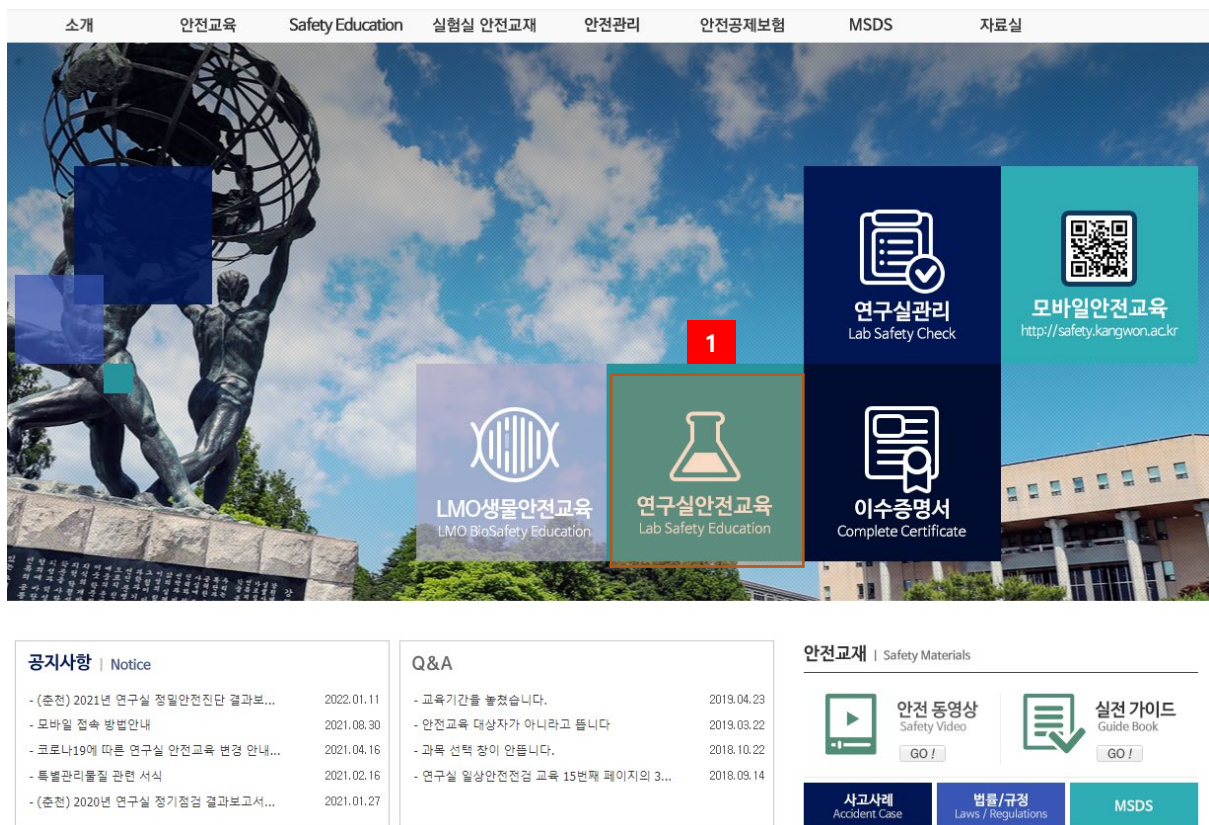 소개 안전교육 Safety Education 실험실 안전교재 안전관리 안전공제보험 MSDS 자료실
연구실관리
Lab Safety Check
모바일안전교육
http://safety.kangwon.ac.kr
1
LMO생물안전교육
LMO BioSafety Education
연구실안전교육
Lab Safety Education
이수증명서
Complete Certificate
공지사항 | Notice
- (춘천) 2021년 연구실 정밀안전진단 결과보... 2022.01.11
- 모바일 접속 방법안내 2021.08.30
- 코로나19에 따른 연구실 안전교육 변경 안내... 2021.04.16
- 특별관리물질 관련 서식 2021.02.16
- (춘천) 2020년 연구실 정기점검 결과보고서... 2021.01.27
Q&A
- 교육기간을 놓쳤습니다. 2019.04.23
- 안전교육 대상자가 아니라고 뜹니다 2019.03.22
- 과목 선택 창이 안뜹니다. 2018.10.22
- 연구실 일상안전전검 교육 15번째 페이지의 3... 2018.09.14
안전교재 | Safety Materials
안전 동영상
Safety Video
GO !
실전 가이드
Guide Book
GO !
사고사례
Accident Case
법률/규정
Laws / Regulations
MSDS